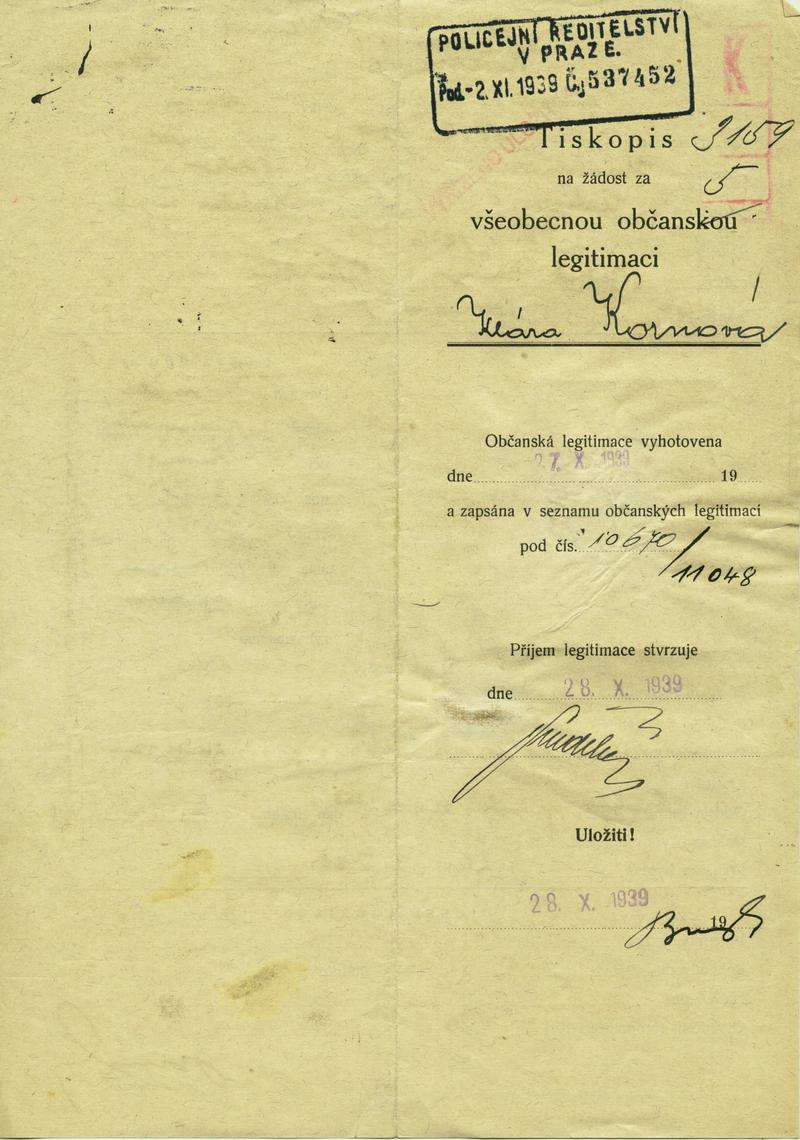 POLICEJNÍ ŘEDITELSTVÍ
V PRAZE.
Pod. -2. XI. 1939 Čj 537452
Tiskopis 3159
na žádost za 5
všeobecnou občanskou
legitimaci
Klára Kornová
Občanská legitimace vyhotovena
dne 27. X. 1939 19
a zapsána v seznamu občanských legitimací
pod čís. 10670/
11048
Příjem legitimace stvrzuje
dne 28. X. 1939
Uložiti!
28. X. 1939
19